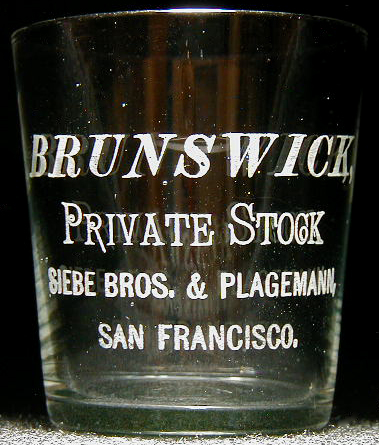 BRUNSWICK,
PRIVATE STOCK
SIEBE BROS. & PLAGEMANN,
SAN FRANCISCO.